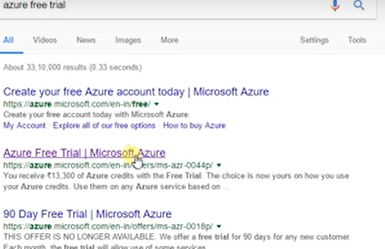 azure free trial
All Videos News Images More Settings Tools
About 33,10,000 results (0.33 seconds)
Create your free Azure account today | Microsoft Azure
https://azure.microsoft.com/en-in/free/
Create your free account today with Microsoft Azure.
My Account · Explore all of our free options · How to buy Azure
Azure Free Trial | Microsoft Azure
https://azure.microsoft.com/en-in/offers/ms-azr-0044p/
You receive ₹13,300 of Azure credits with the Free Trial. The choice is now yours on how you use
your Azure credits. Use them on any Azure service based on ...
90 Day Free Trial | Microsoft Azure
https://azure.microsoft.com/en-in/offers/ms-azr-0018p/
THIS OFFER IS NO LONGER AVAILABLE. We offer a free trial for 90 days for any new customer.
Each month, the free trial will allow use of some services